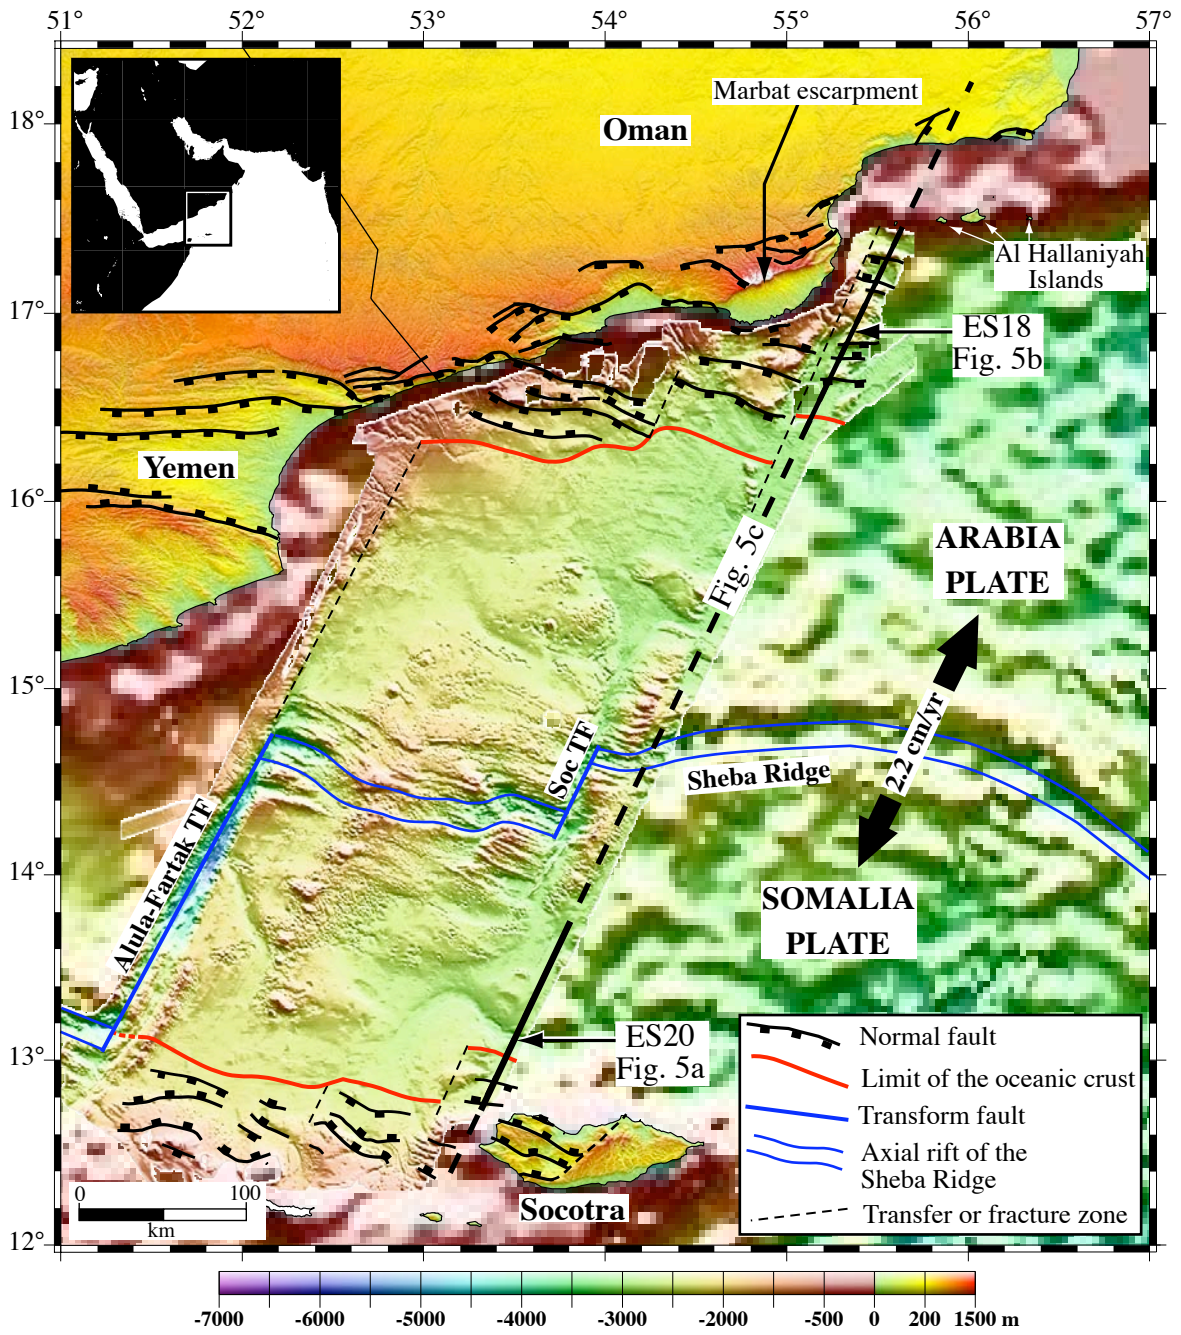 51° 52° 53° 54° 55° 56° 57°
18°
17°
16°
15°
14°
13°
12°
Marbat escarpment
Oman
Al Hallaniyah
Islands
ES18
Fig. 5b
Yemen
Fig. 5c
ARABIA
PLATE
2.2 cm/yr
Soc TF
Sheba Ridge
Alula-Fartak TF
SOMALIA
PLATE
ES20
Fig. 5a
Socotra
0 100
km
Normal fault
Limit of the oceanic crust
Transform fault
Axial rift of the
Sheba Ridge
Transfer or fracture zone
-7000 -6000 -5000 -4000 -3000 -2000 -500 0 200 1500 m